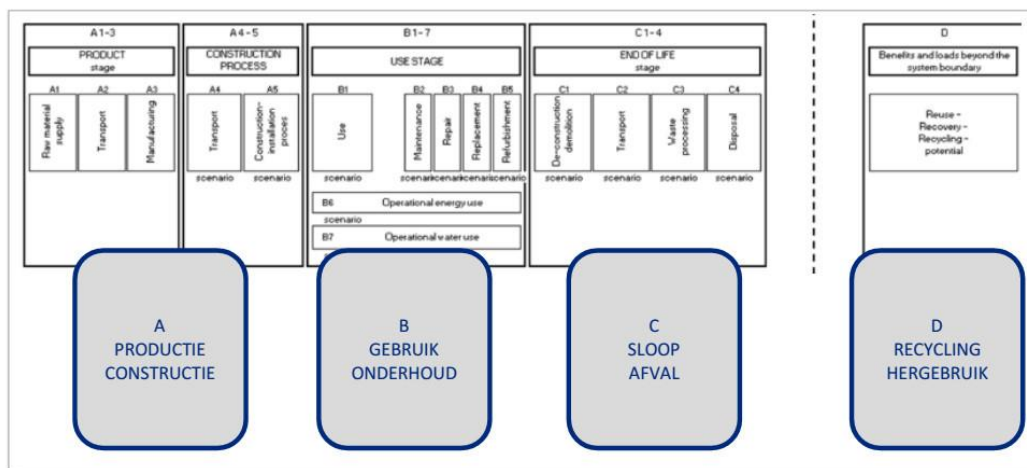 A1-3
PRODUCT
stage
A1
A2
A3
Raw material
supply
Transport
Manufacturing
A4-5
CONSTRUCTION
PROCESS
A4
A5
Transport
Construction-
installation
proces
scenario
scenario
B1-7
USE STAGE
B1
B2
B3
B4
B5
Use
Maintenance
Repair
Replacement
Refurbishment
scenario
scenario
scenario
scenario
scenario
B6
Operational energy use
scenario
B7
Operational water use
C1-4
END OF LIFE
stage
C1
C2
C3
C4
De-construction
demolition
Transport
Waste
processing
Disposal
scenario
scenario
scenario
scenario
D
Benefits and loads beyond the
system boundary
Reuse -
Recovery -
Recycling -
potential
A
PRODUCTIE
CONSTRUCTIE
B
GEBRUIK
ONDERHOUD
C
SLOOP
AFVAL
D
RECYCLING
HERGEBRUIK